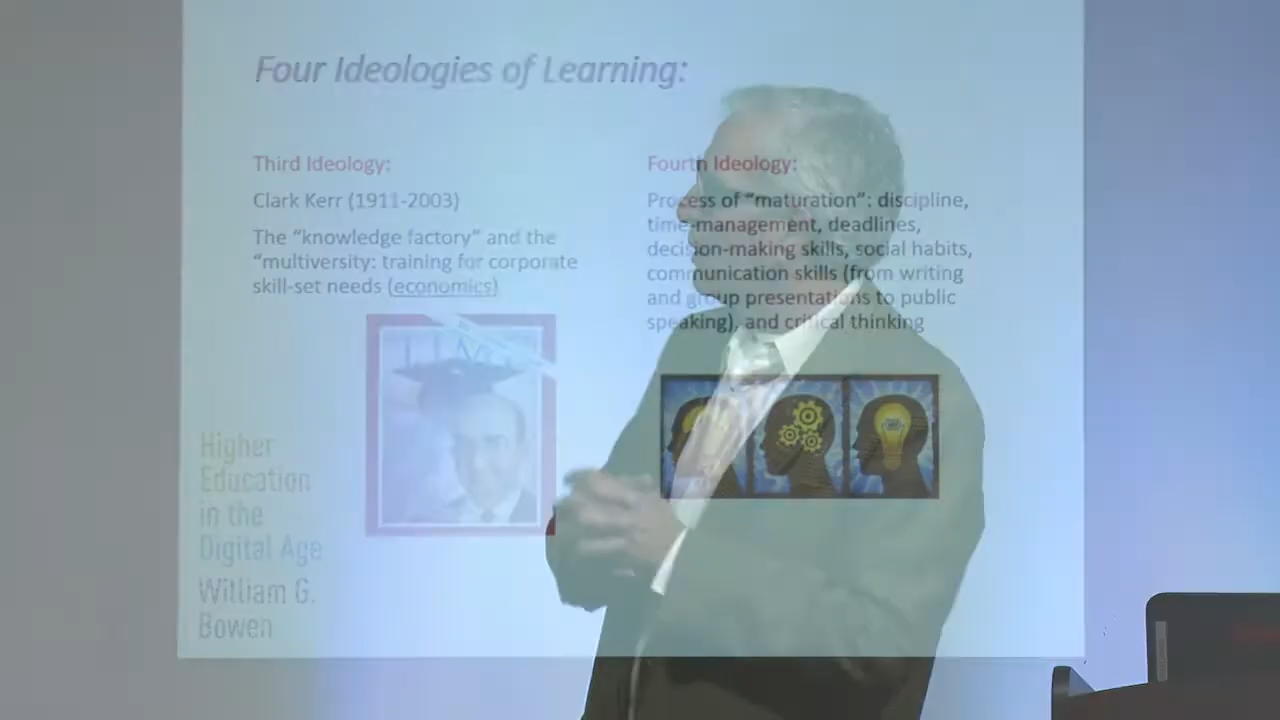 Four Ideologies of Learning:
Third Ideology:
Clark Kerr (1911-2003)
The “knowledge factory” and the
“multiversity: training for corporate
skill-set needs (economics)
Fourth Ideology:
Process of “maturation”: discipline,
time-management, deadlines,
decision-making skills, social habits,
communication skills (from writing
and group presentations to public
speaking), and critical thinking
Higher
Education
in the
Digital Age
William G.
Bowen